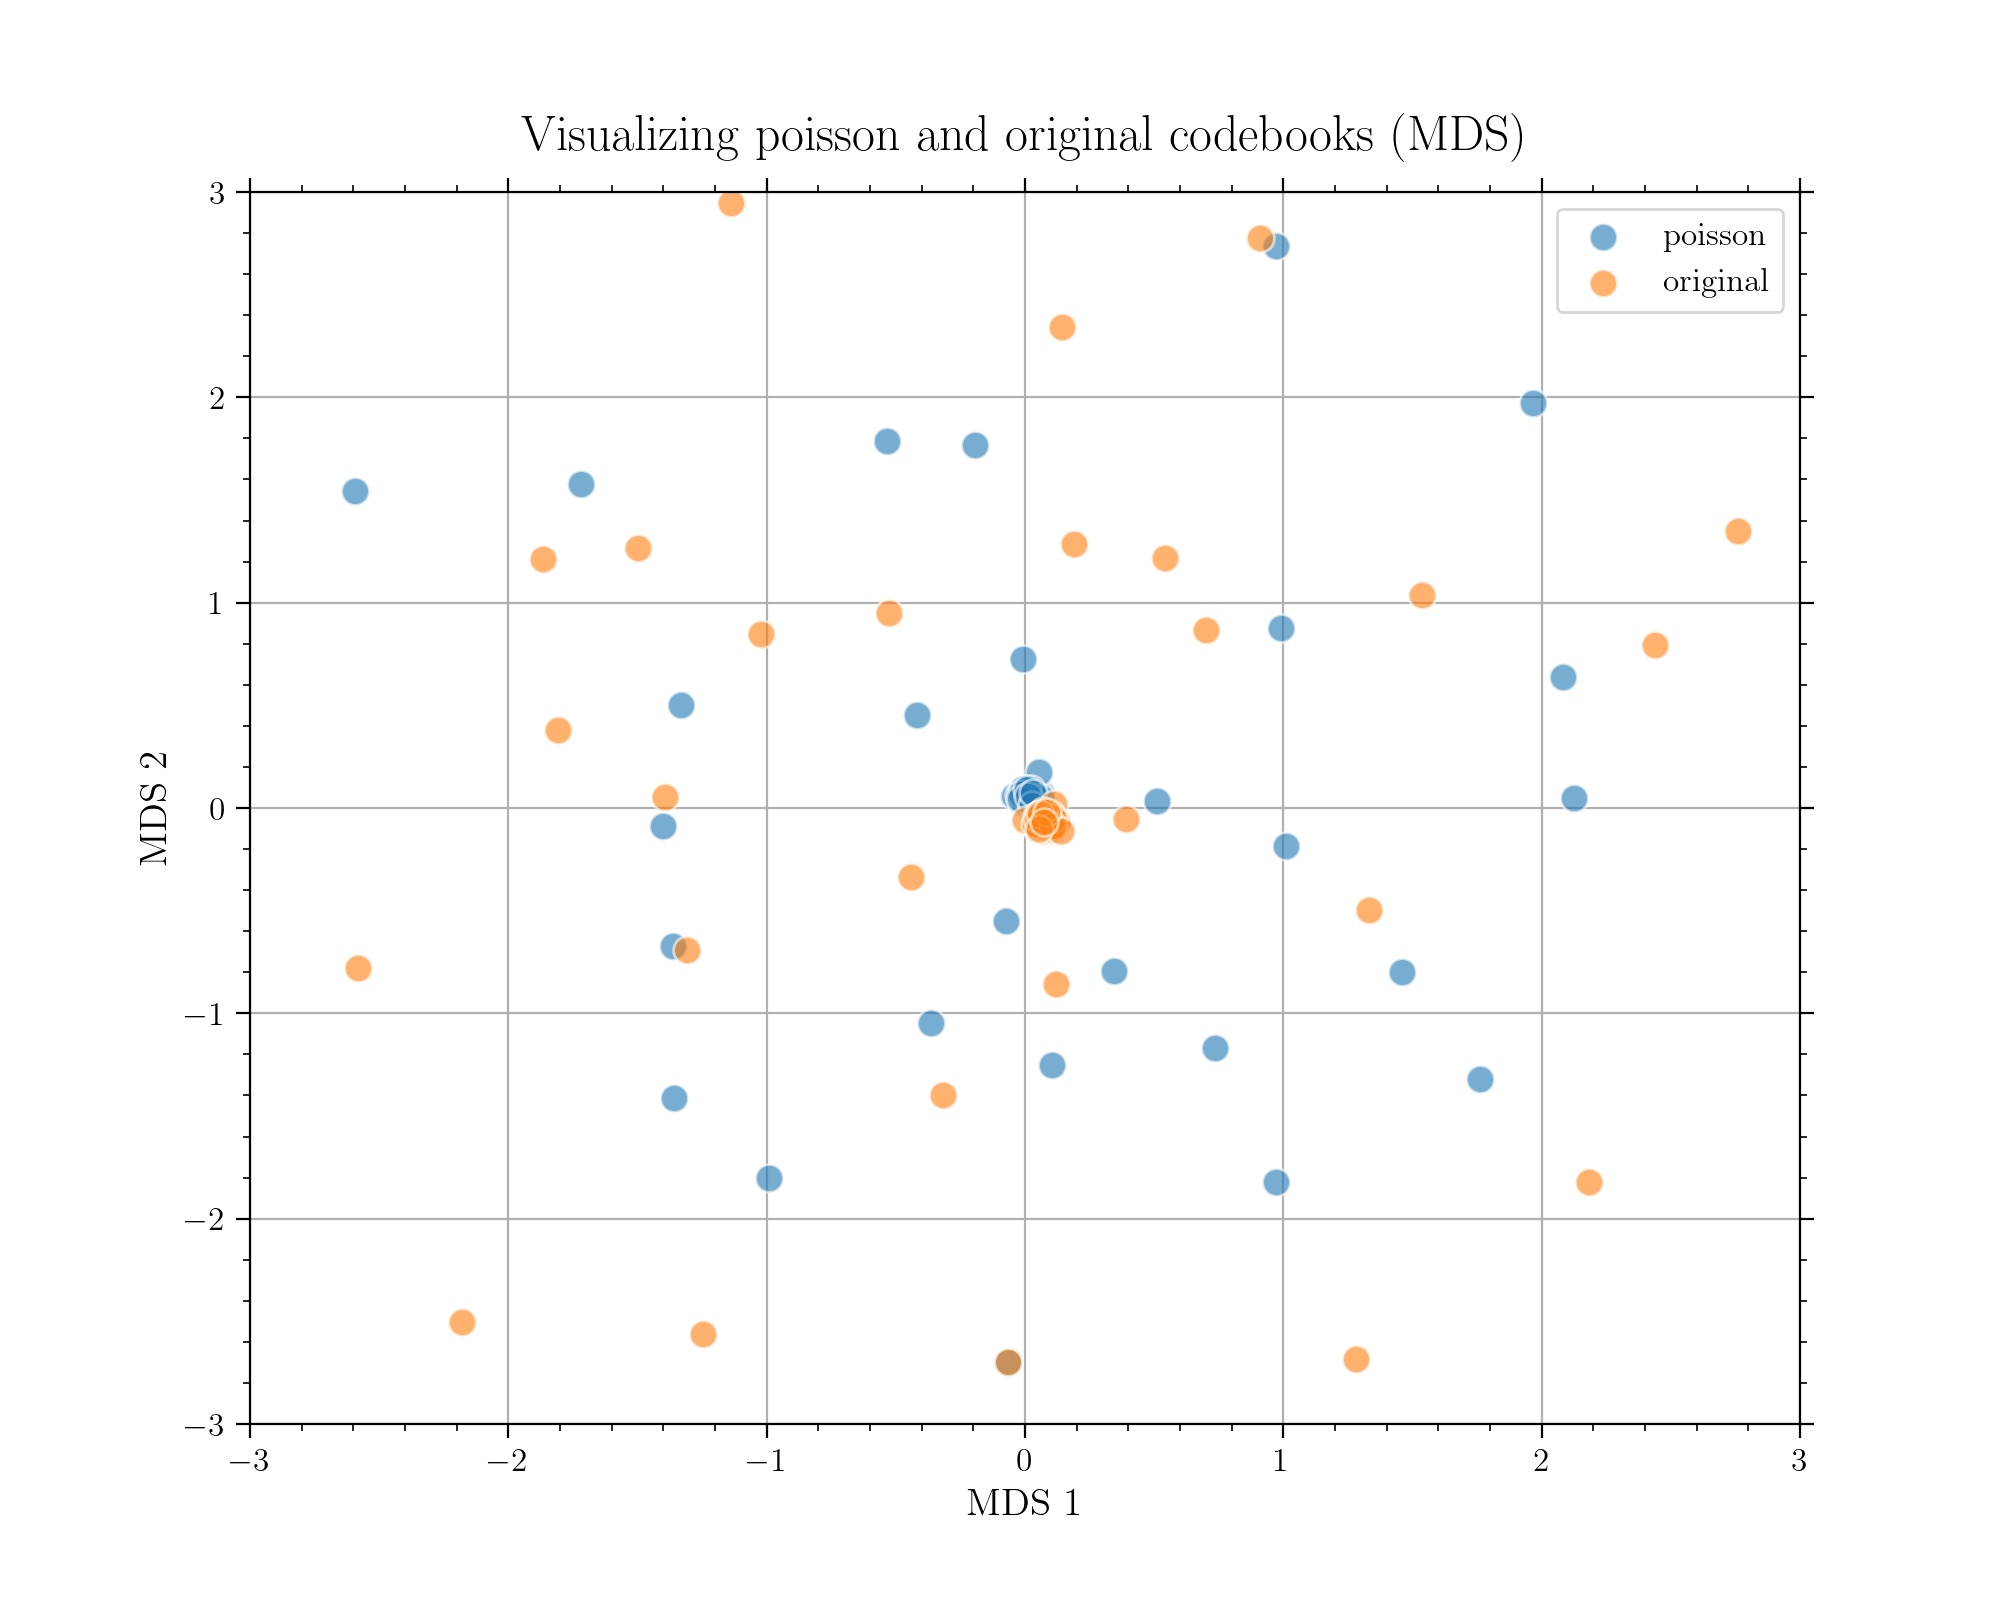 Visualizing poisson and original codebooks (MDS)
3
2
1
0
−1
−2
−3
MDS 2
poisson
original
−3
−2
−1
0
1
2
3
MDS 1